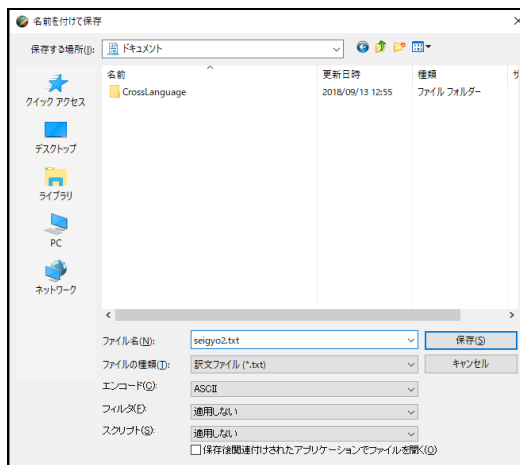 名前を付けて保存
保存する場所(I):
ドキュメント
クイック アクセス
デスクトップ
ライブラリ
PC
ネットワーク
名前
更新日時
種類
サ
CrossLanguage
2018/09/13 12:55
ファイル フォルダー
ファイル名(N):
seigyo2.txt
保存(S)
ファイルの種類(T):
訳文ファイル (*.txt)
キャンセル
エンコード(C):
ASCII
フィルタ(F):
適用しない
スクリプト(S):
適用しない
保存後関連付けされたアプリケーションでファイルを開く(O)